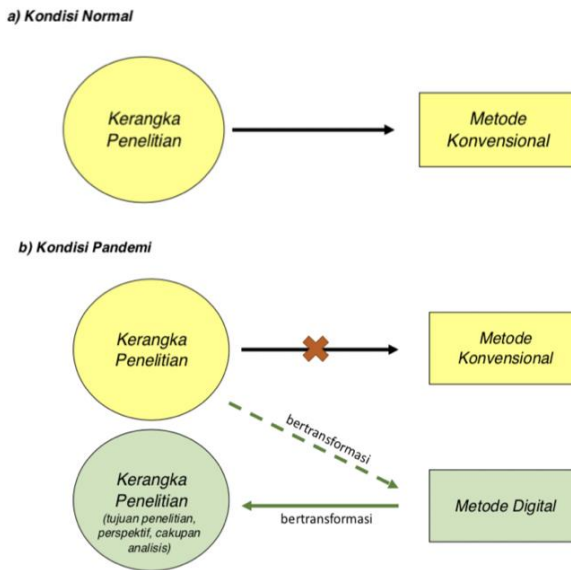 a) Kondisi Normal
Kerangka
Penelitian
Metode
Konvensional
b) Kondisi Pandemi
Kerangka
Penelitian
Metode
Konvensional
bertransformasi
Kerangka
Penelitian
(tujuan penelitian,
perspektif, cakupan
analisis)
bertransformasi
Metode Digital